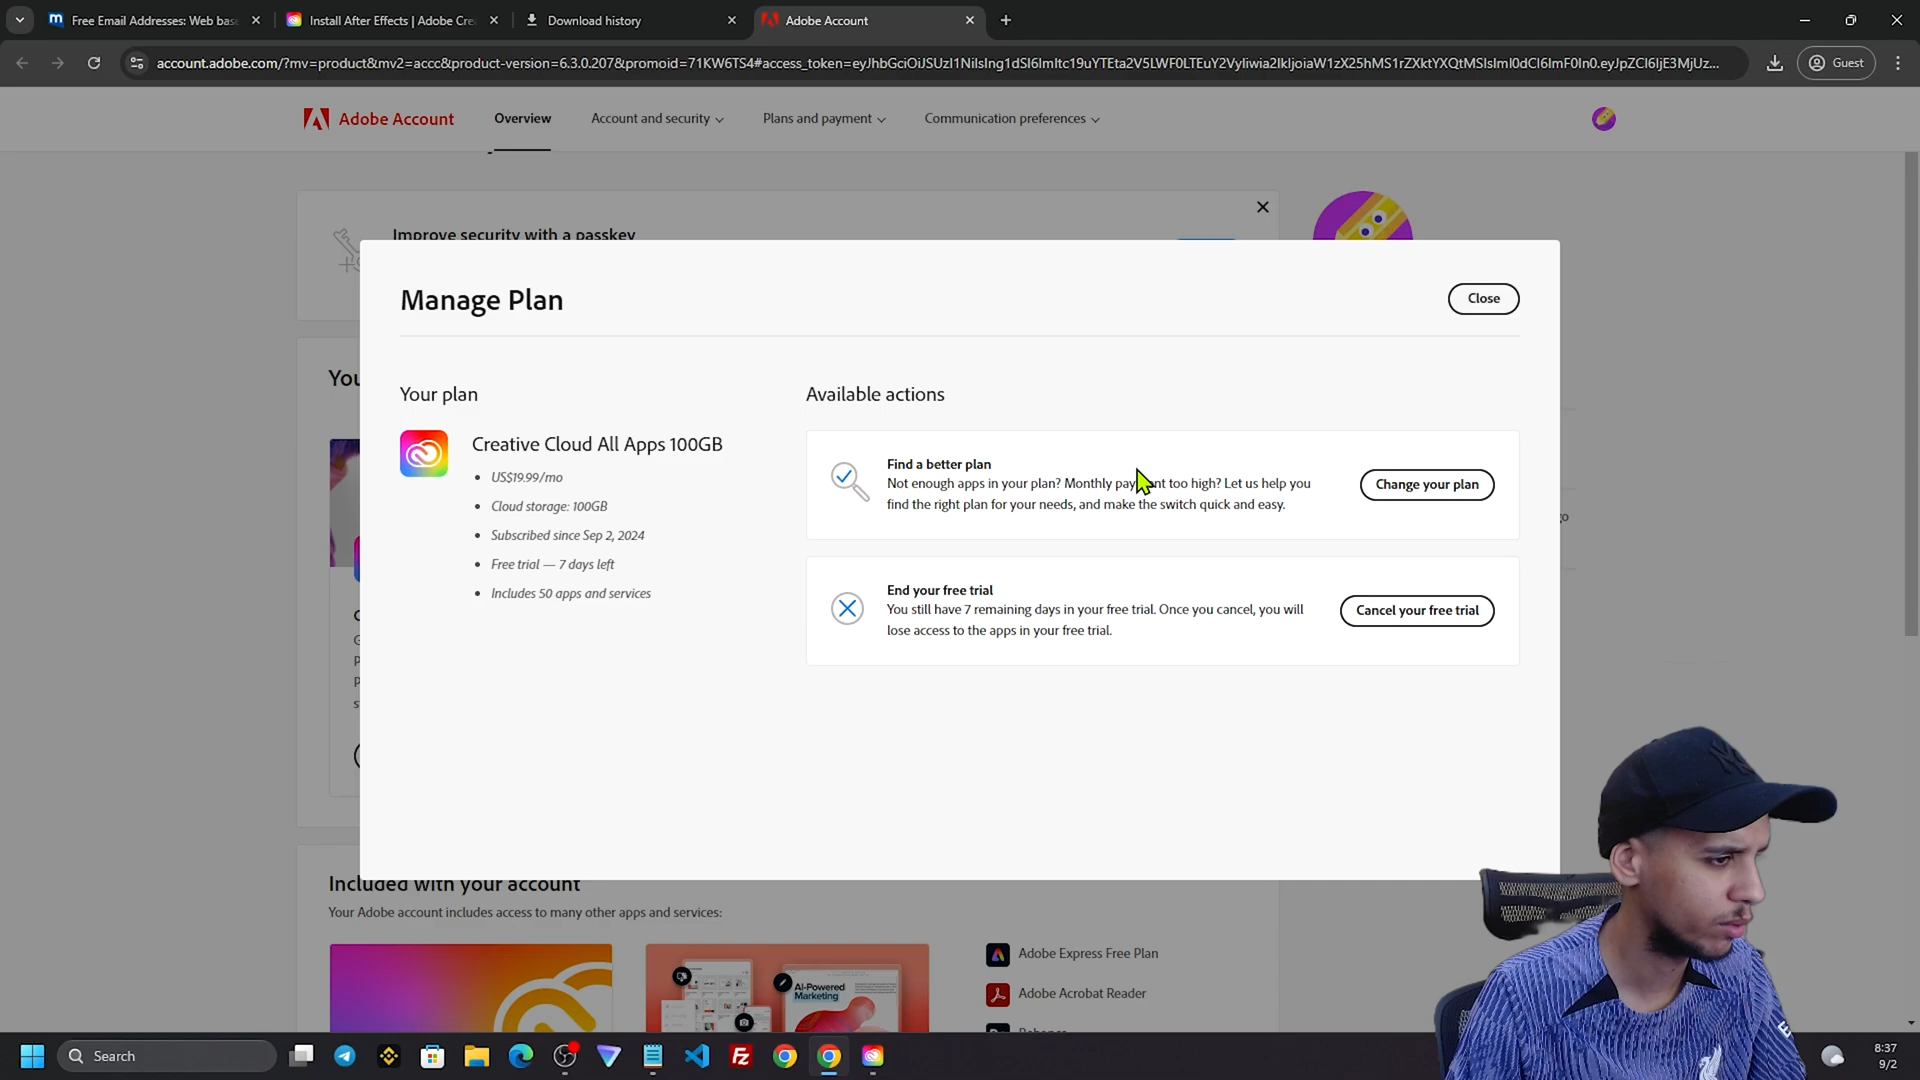 Free Email Addresses: Web bas
Install After Effects | Adobe Cre
Download history
Adobe Account
account.adobe.com/?mv=product&mv2=accc&product-version=6.3.0.207&promoid=71KW6TS4#access_token=
Guest
Adobe Account
Overview
Account and security
Plans and payment
Communication preferences
Improve security with a passkey
Manage Plan
Close
You
Your plan
Available actions
Creative Cloud All Apps 100GB
US$19.99/mo
Cloud storage: 100GB
Subscribed since Sep 2, 2024
Free trial — 7 days left
Includes 50 apps and services
Find a better plan
Not enough apps in your plan? Monthly pay nt too high? Let us help you
find the right plan for your needs, and make the switch quick and easy.
Change your plan
End your free trial
You still have 7 remaining days in your free trial. Once you cancel, you will
lose access to the apps in your free trial.
Cancel your free trial
Included with your account
Your Adobe account includes access to many other apps and services:
AI-Powered
Marketing
Adobe Express Free Plan
Adobe Acrobat Reader
Behance
Search
8:37
9/2